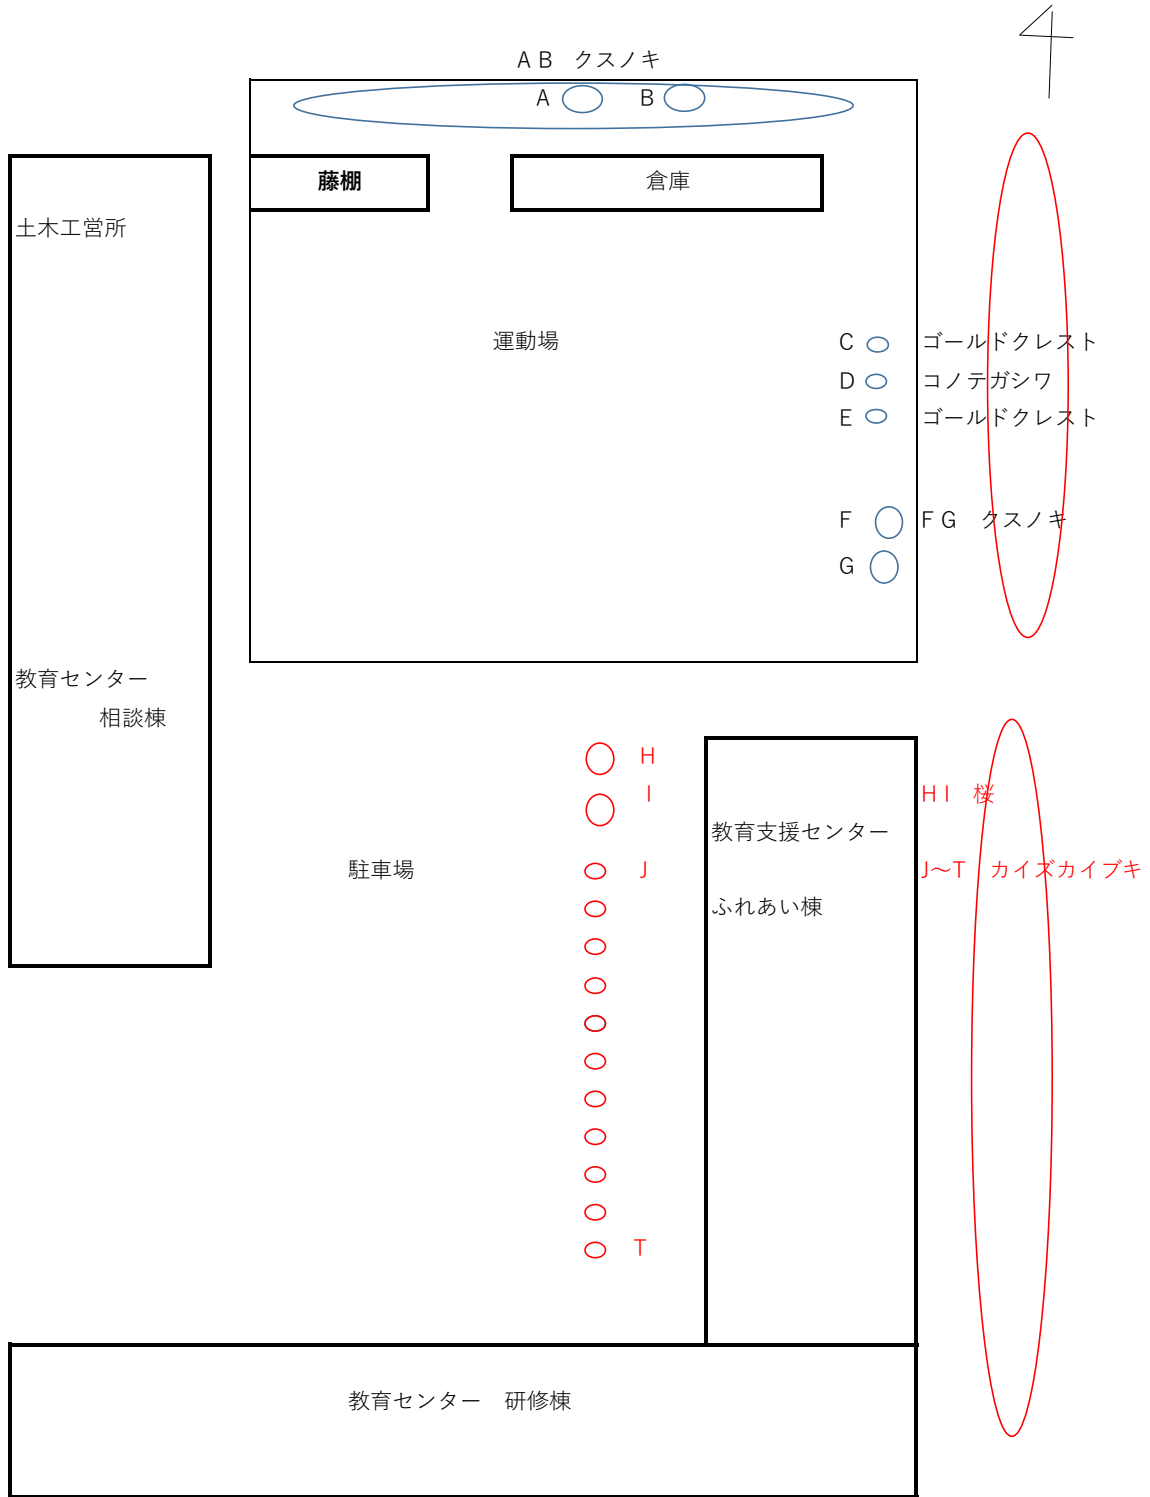 ＡＢ　クスノキ
Ａ　Ｂ
藤棚
倉庫
土木工営所
運動場
Ｃ　ゴールドクレスト
Ｄ　コノテガシワ
Ｅ　ゴールドクレスト
Ｆ　ＦＧ　クスノキ
Ｇ
教育センター
相談棟
Ｈ
Ｉ　ＨＩ　桜
教育支援センター
駐車場　Ｊ　Ｊ～Ｔ　カイズカイブキ
ふれあい棟
Ｔ
教育センター　研修棟